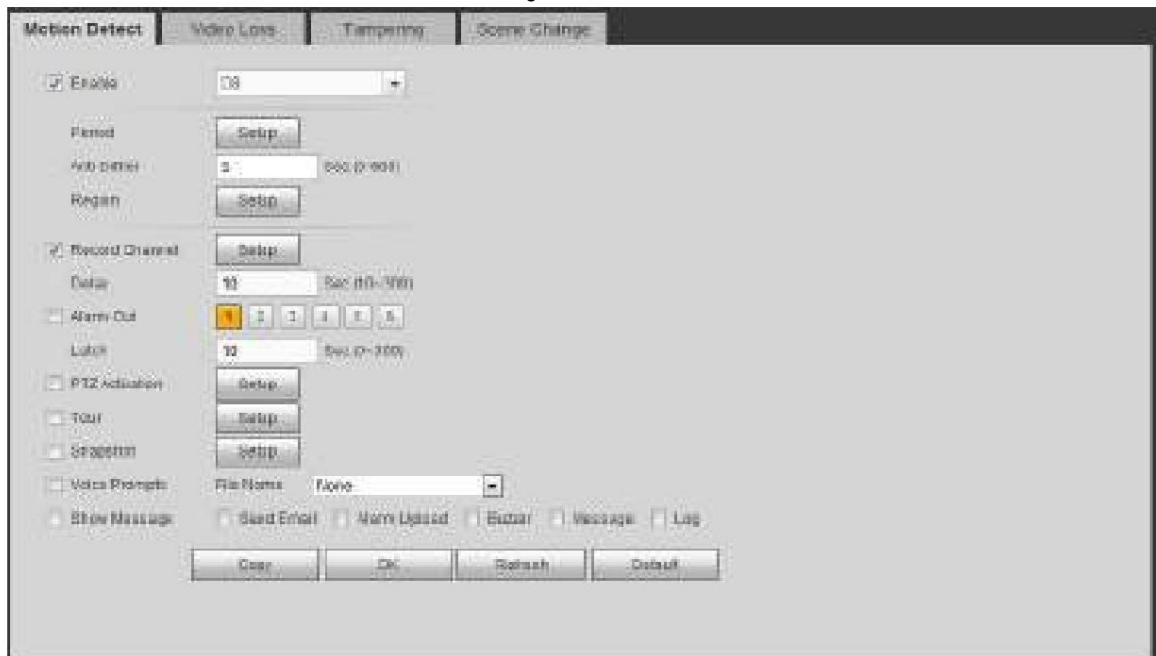 Motion Detect Video Loss Tampering Scene Change
Enable D8
Period Setup
Anti-Dither 5 Sec (0-600)
Region Setup
Record Channel Setup
Delay 10 Sec (10~300)
Alarm Out 1 2 3 4 5 6
Latch 10 Sec (0~300)
PTZ Activation Setup
Tour Setup
Snapshot Setup
Voice Prompts File Name None
Show Message Send Email Alarm Upload Buzzer Message Log
Copy OK Refresh Default